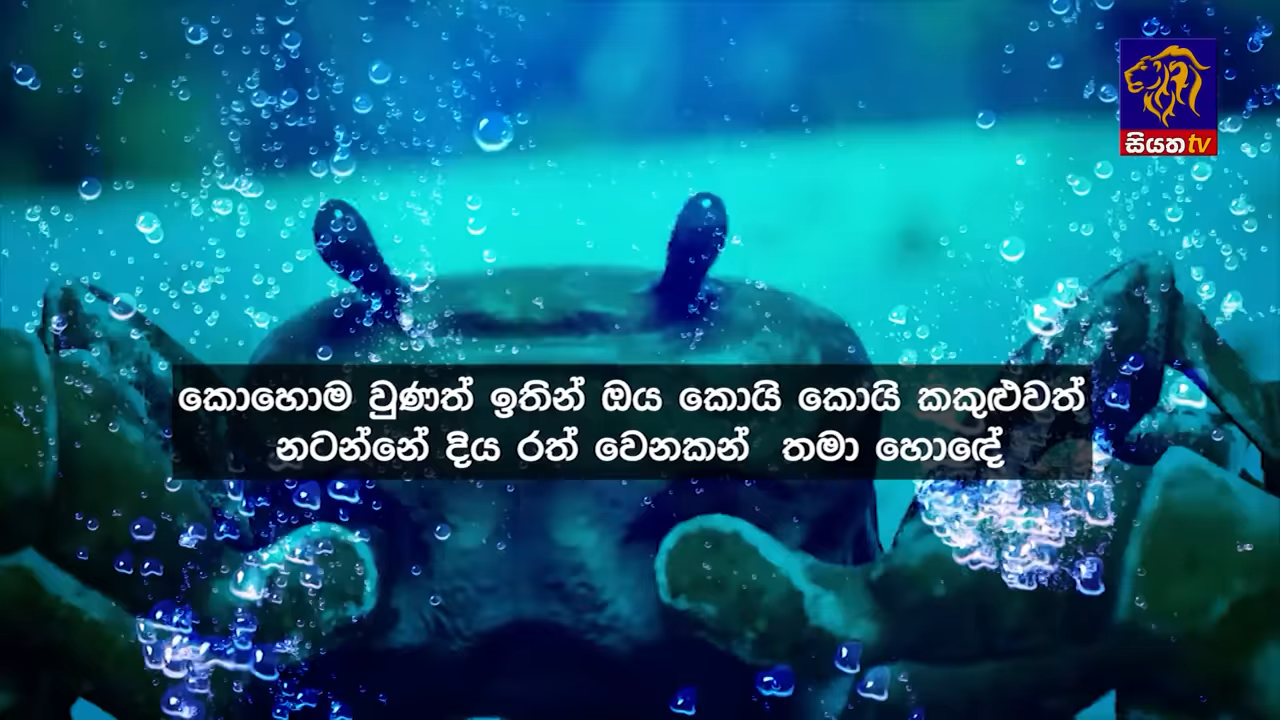 සියත tv
කොහොම වුණත් ඉතින් ඔය කොයි කොයි කකුළුවත්
නටන්නේ දිය රත් වෙනකන් තමා හොඳේ